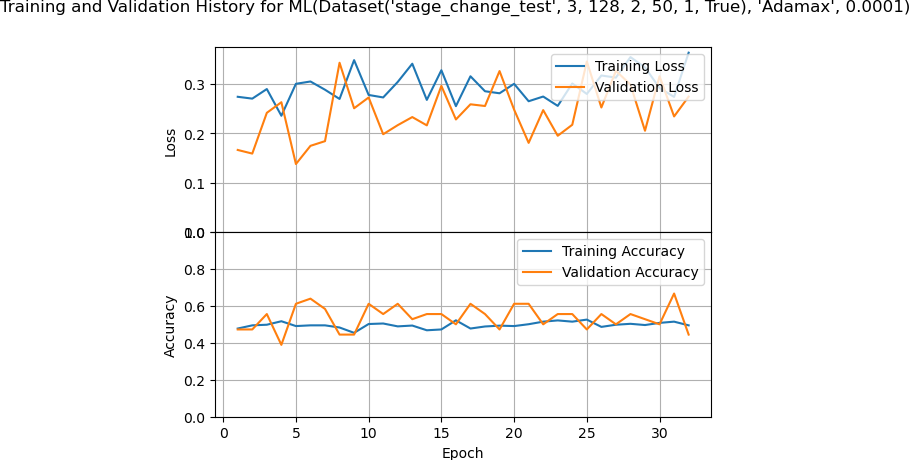 Training and Validation History for ML(Dataset('stage_change_test', 3, 128, 2, 50, 1, True), 'Adamax', 0.0001)
Training Loss
Validation Loss
0.3
0.2
0.1
0.0
Loss
Training Accuracy
Validation Accuracy
1.0
0.8
0.6
0.4
0.2
0.0
Accuracy
0 5 10 15 20 25 30
Epoch